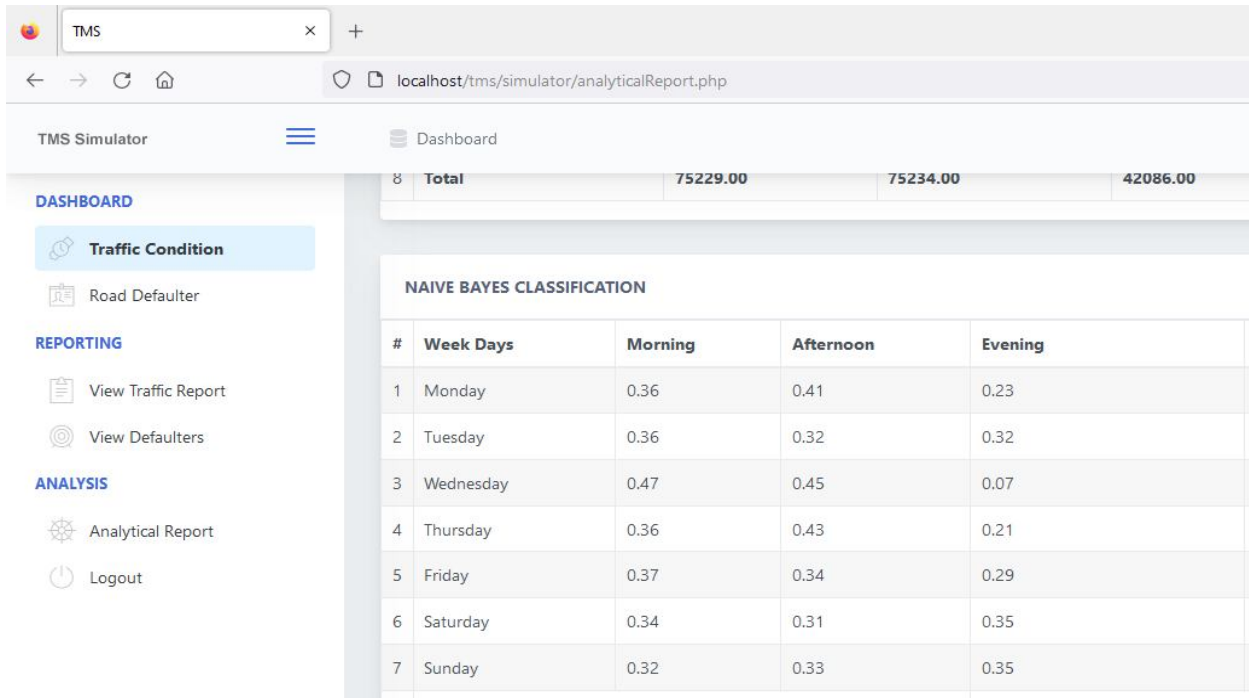 TMS
localhost/tms/simulator/analyticalReport.php
TMS Simulator
Dashboard
DASHBOARD
Traffic Condition
Road Defaulter
REPORTING
View Traffic Report
View Defaulters
ANALYSIS
Analytical Report
Logout
8 Total 75229.00 75234.00 42086.00
NAIVE BAYES CLASSIFICATION
# Week Days Morning Afternoon Evening
1 Monday 0.36 0.41 0.23
2 Tuesday 0.36 0.32 0.32
3 Wednesday 0.47 0.45 0.07
4 Thursday 0.36 0.43 0.21
5 Friday 0.37 0.34 0.29
6 Saturday 0.34 0.31 0.35
7 Sunday 0.32 0.33 0.35